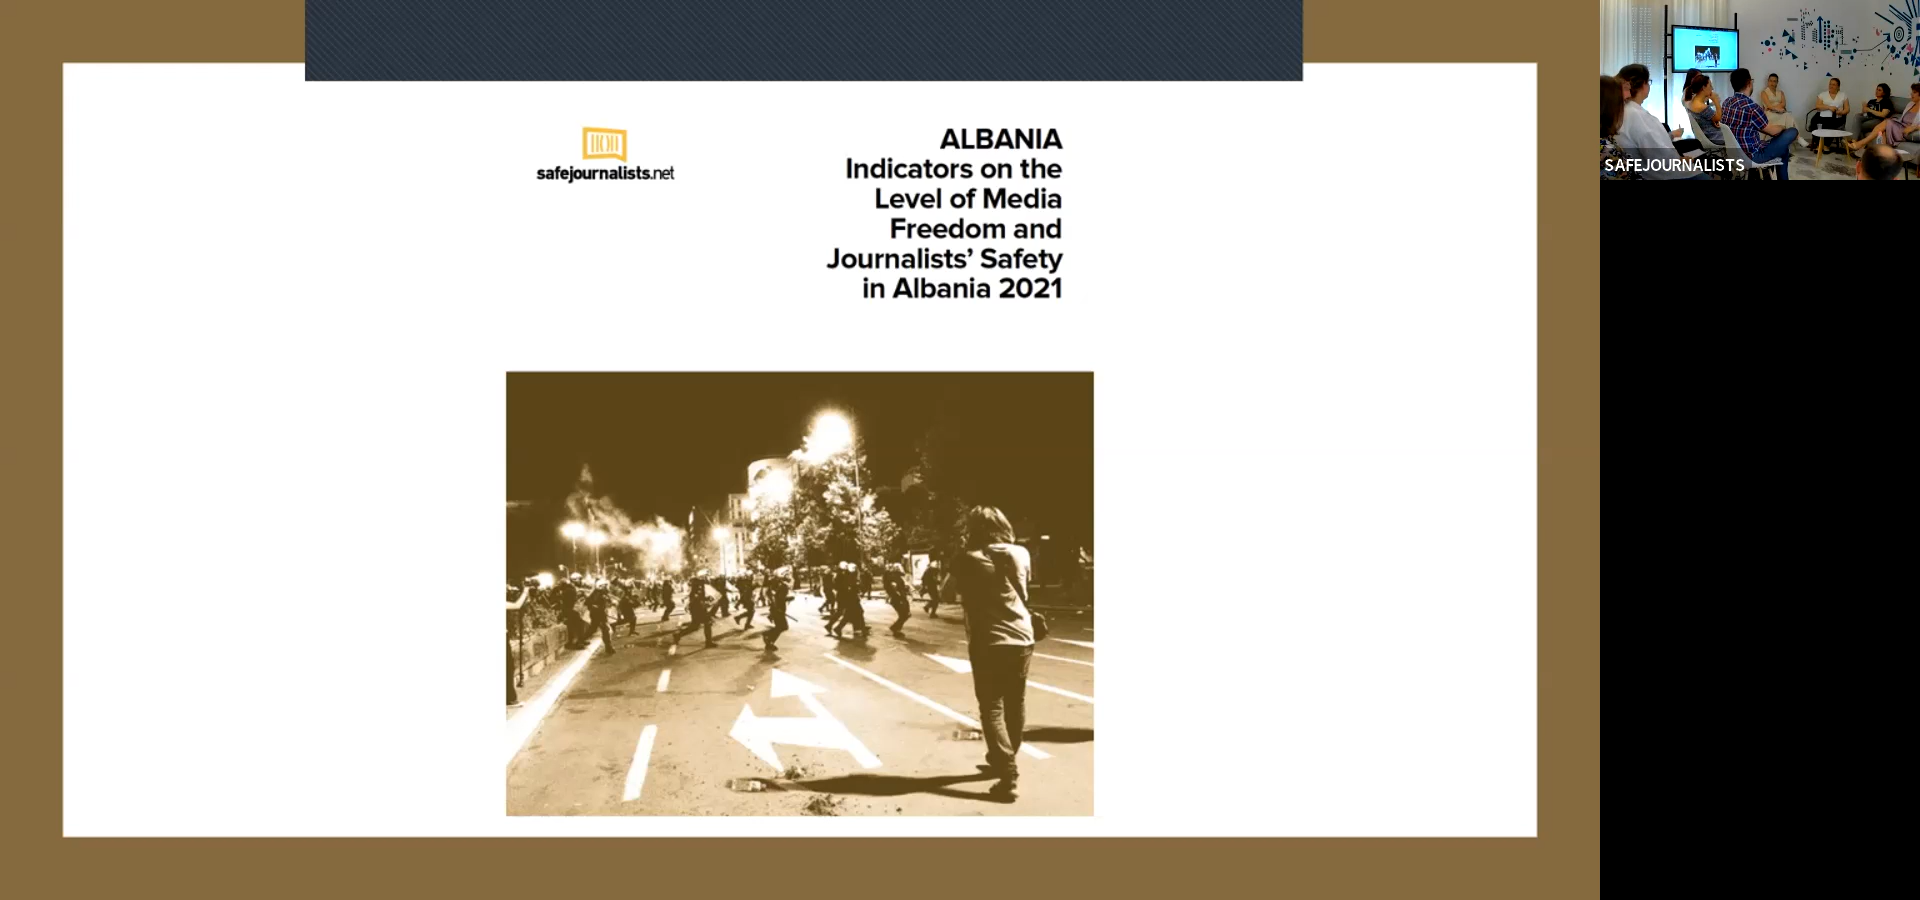 safejournalists.net
ALBANIA
Indicators on the
Level of Media
Freedom and
Journalists’ Safety
in Albania 2021
SAFEJOURNALISTS